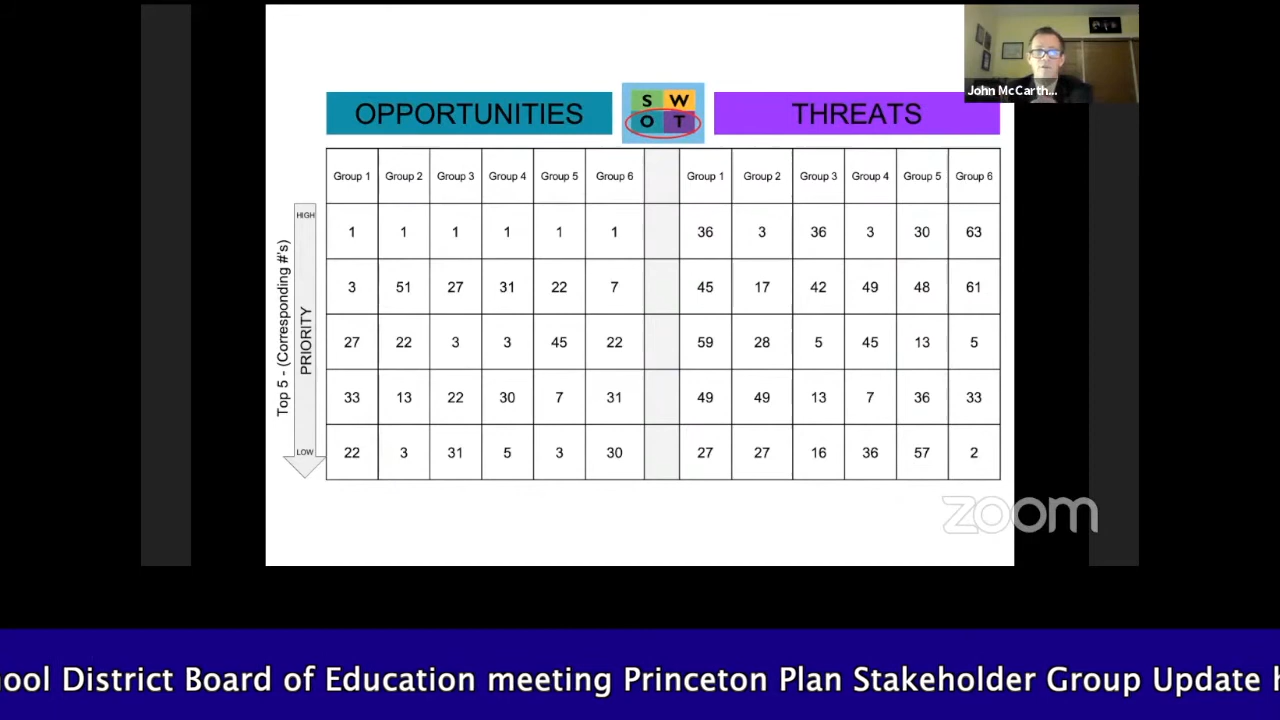 John McCarth...
S W
OPPORTUNITIES
THREATS
O T
Group 1 Group 2 Group 3 Group 4 Group 5 Group 6 Group 1 Group 2 Group 3 Group 4 Group 5 Group 6
Top 5 - (Corresponding #'s)
HIGH
PRIORITY
LOW
1 1 1 1 1 1 36 3 36 3 30 63
3 51 27 31 22 7 45 17 42 49 48 61
27 22 3 3 45 22 59 28 5 45 13 5
33 13 22 30 7 31 49 49 13 7 36 33
22 3 31 5 3 30 27 27 16 36 57 2
zoom
ool District Board of Education meeting Princeton Plan Stakeholder Group Update